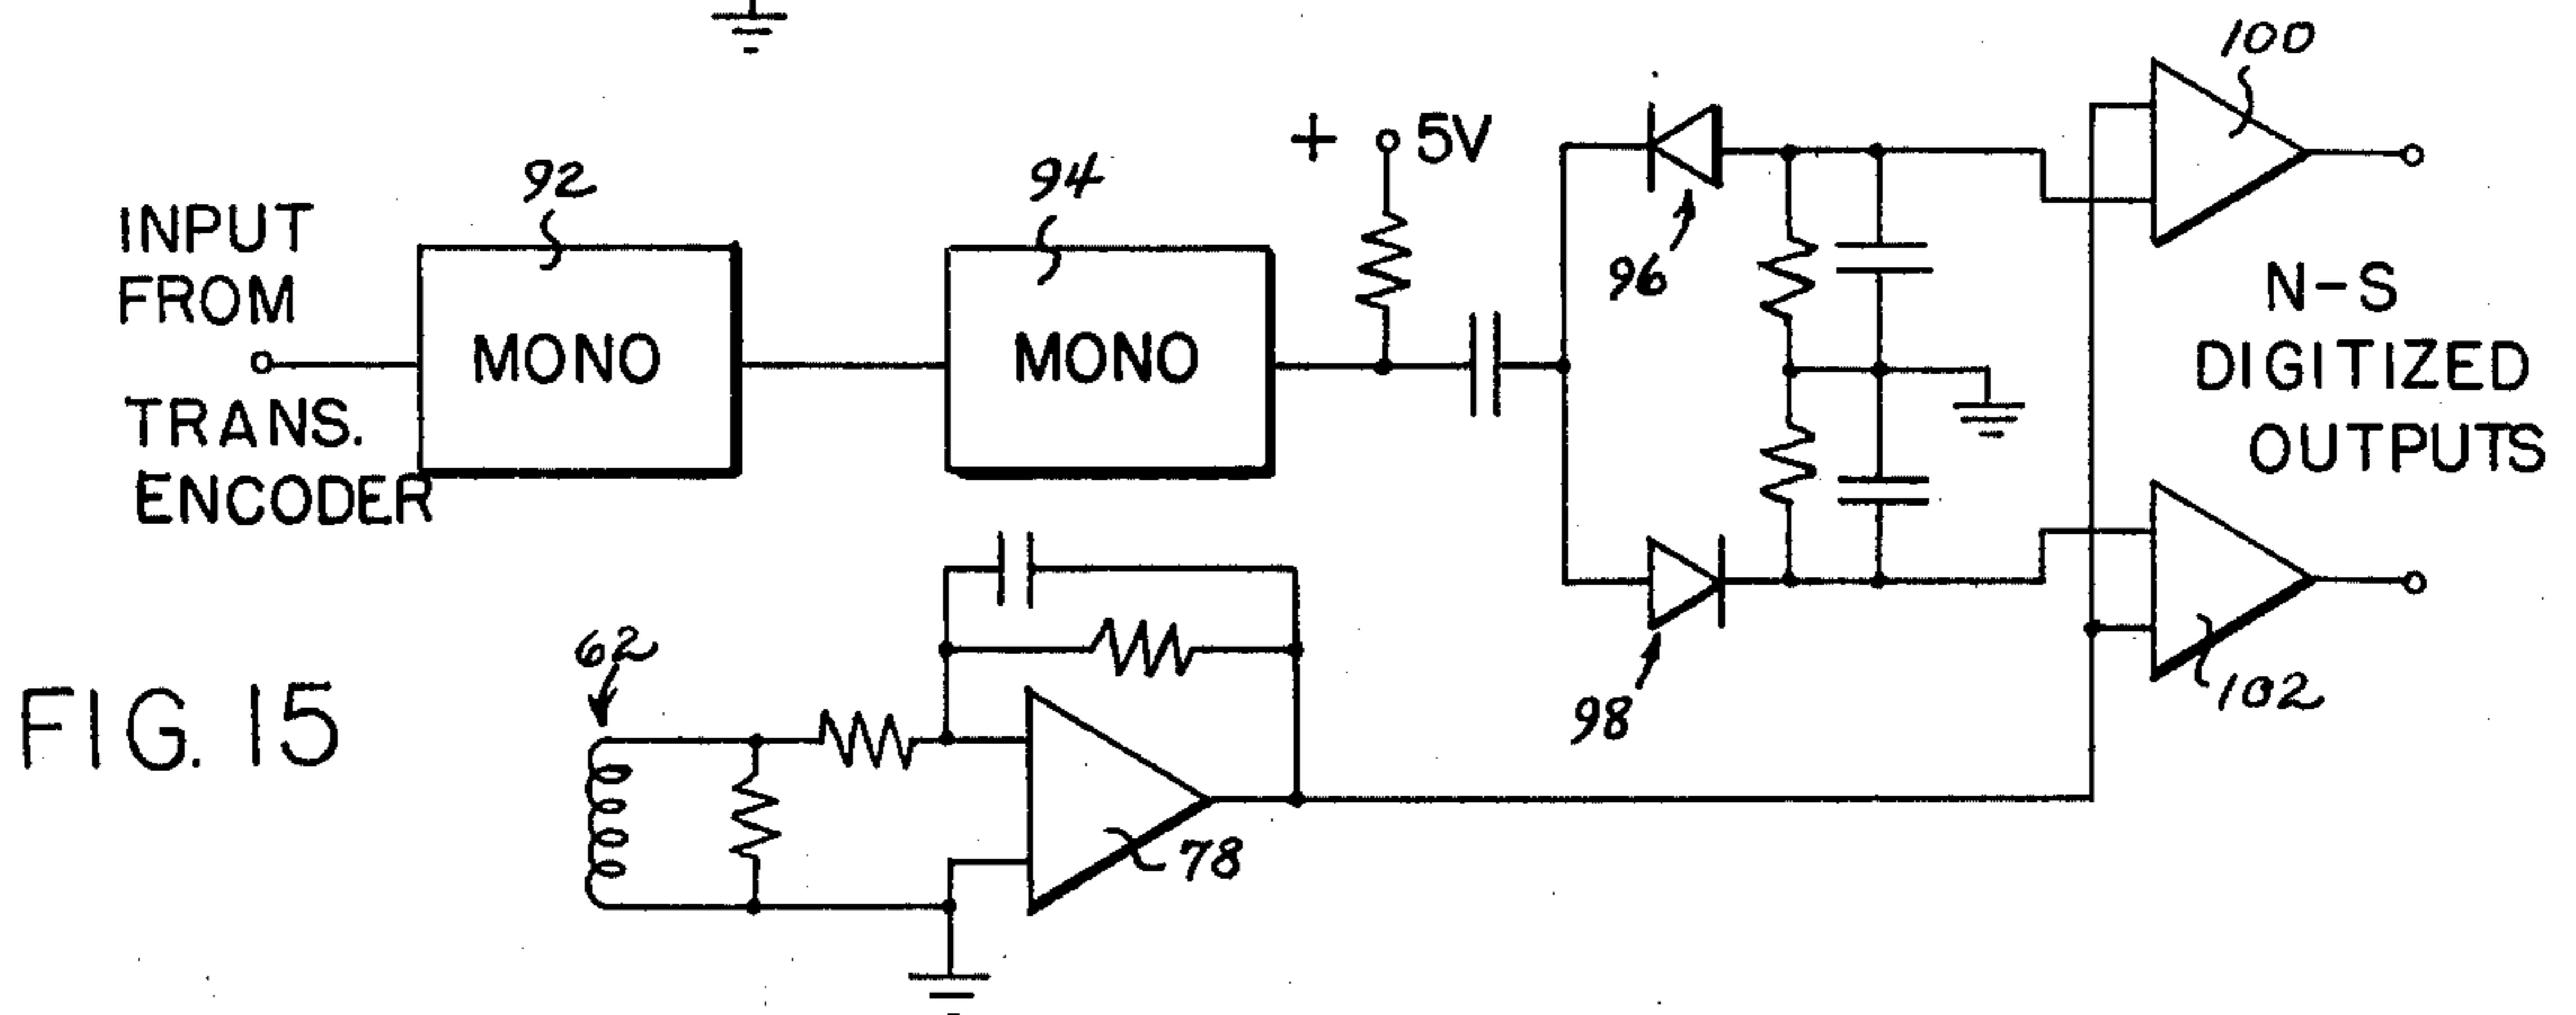 100
+ 5V
92
94
INPUT
FROM
TRANS.
ENCODER
MONO
MONO
96
N-S
DIGITIZED
OUTPUTS
62
98
102
FIG. 15
78